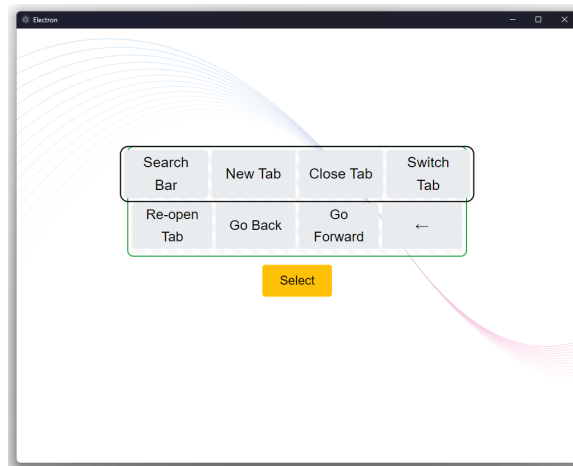 Electron
Search
Bar
New Tab
Close Tab
Switch
Tab
Re-open
Tab
Go Back
Go
Forward
←
Select